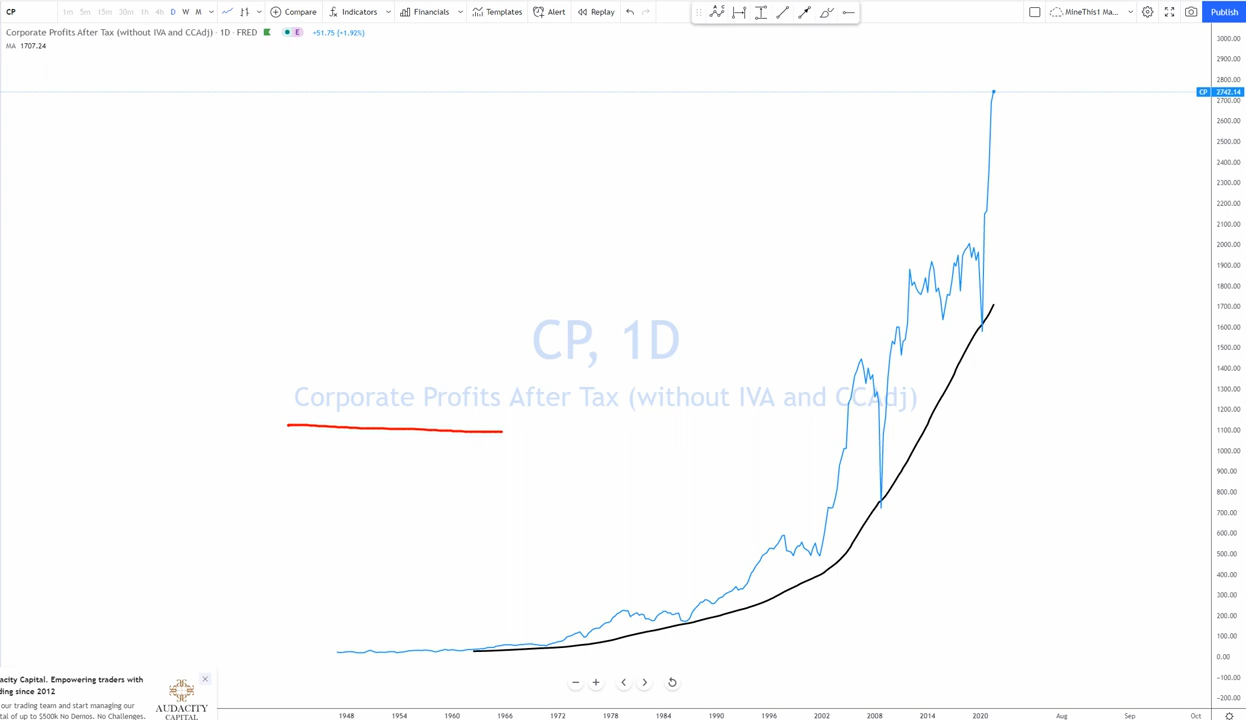 CP 1m 5m 15m 30m 1h 4h D W M Compare Indicators Financials Templates Alert Replay MineThis1 Ma... Publish
Corporate Profits After Tax (without IVA and CCAdj) · 1D · FRED E +51.75 (+1.92%)
MA 1707.24
3000.00
2900.00
2800.00
CP 2742.14
2700.00
2600.00
2500.00
2400.00
2300.00
2200.00
2100.00
2000.00
1900.00
1800.00
1700.00
1600.00
1500.00
1400.00
1300.00
1200.00
1100.00
1000.00
900.00
800.00
700.00
600.00
500.00
400.00
300.00
200.00
100.00
0.00
-100.00
-200.00
CP, 1D
Corporate Profits After Tax (without IVA and CCAdj)
acity Capital. Empowering traders with
ding since 2012
our trading team and start managing our
tal of up to $500k No Demos. No Challenges.
AUDACITY
CAPITAL
1948 1954 1960 1966 1972 1978 1984 1990 1996 2002 2008 2014 2020 Aug Sep Oct